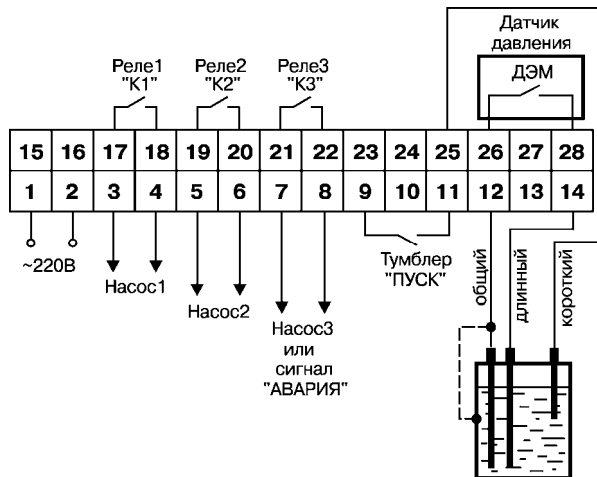 Датчик
давления
ДЭМ
Реле1
"К1"
Реле2
"К2"
Реле3
"К3"
15 16 17 18 19 20 21 22 23 24 25 26 27 28
1 2 3 4 5 6 7 8 9 10 11 12 13 14
~220В
Насос1
Насос2
Насос3
или
сигнал
"АВАРИЯ"
Тумблер
"ПУСК"
общий
длинный
короткий